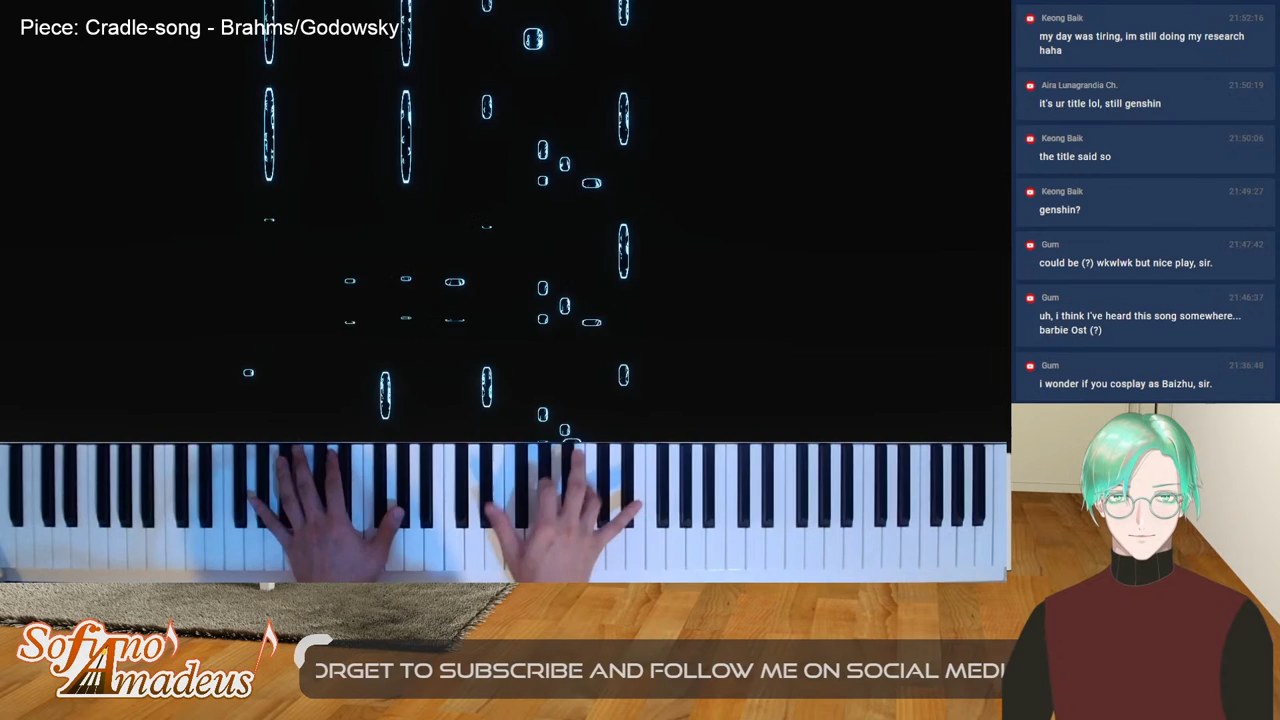 Piece: Cradle-song - Brahms/Godowsky
Keong Baik 21:52:16
my day was tiring, im still doing my research
haha
Aira Lunagrandia Ch. 21:50:19
it's ur title lol, still genshin
Keong Baik 21:50:06
the title said so
Keong Baik 21:49:27
genshin?
Gum 21:47:42
could be (?) wkwlwk but nice play, sir.
Gum 21:46:37
uh, i think I've heard this song somewhere...
barbie Ost (?)
Gum 21:36:48
i wonder if you cosplay as Baizhu, sir.
Sofiano
Amadeus
ORGET TO SUBSCRIBE AND FOLLOW ME ON SOCIAL MEDI